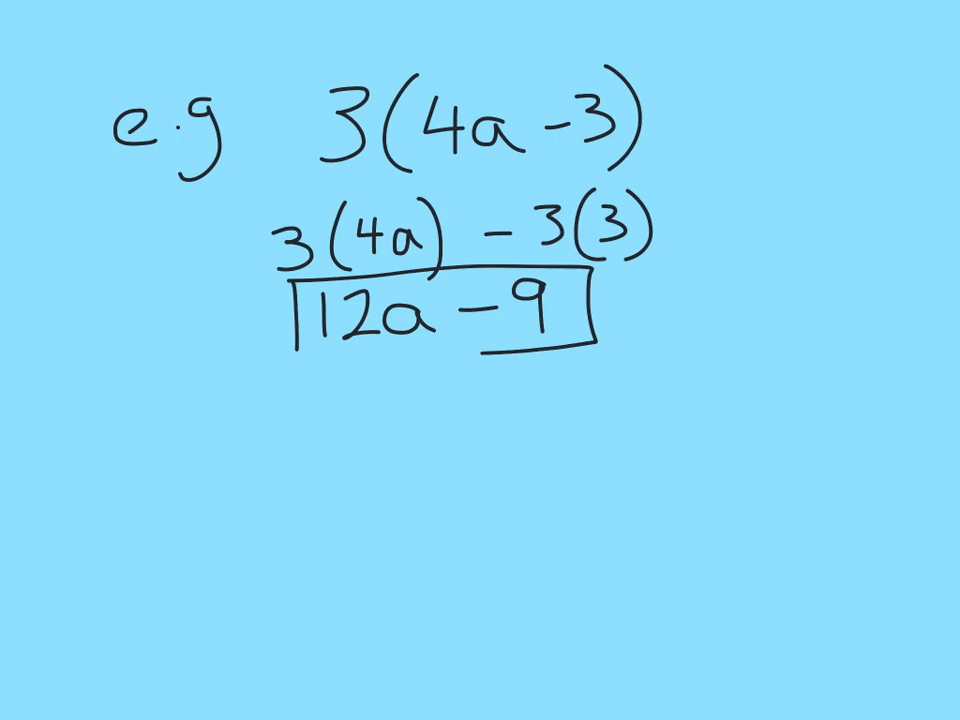 e.g 3(4a - 3)
3(4a) - 3(3)
12a - 9